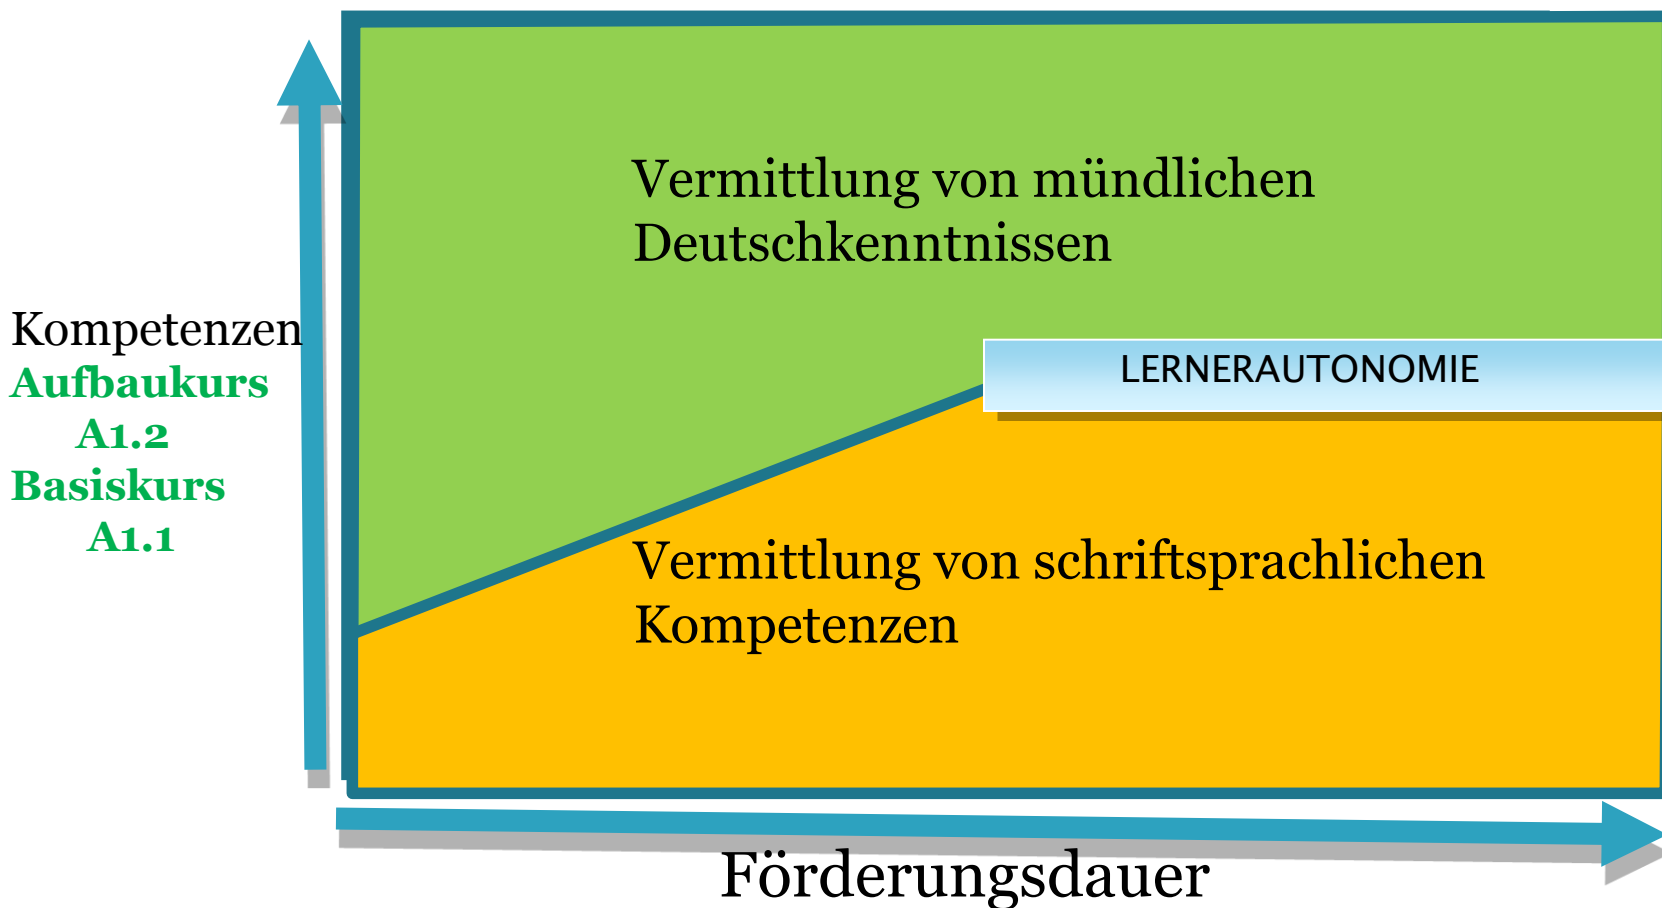 Vermittlung von mündlichen
Deutschkenntnissen
LERNERAUTONOMIE
Kompetenzen
Aufbaukurs
A1.2
Basiskurs
A1.1
Vermittlung von schriftsprachlichen
Kompetenzen
Förderungsdauer